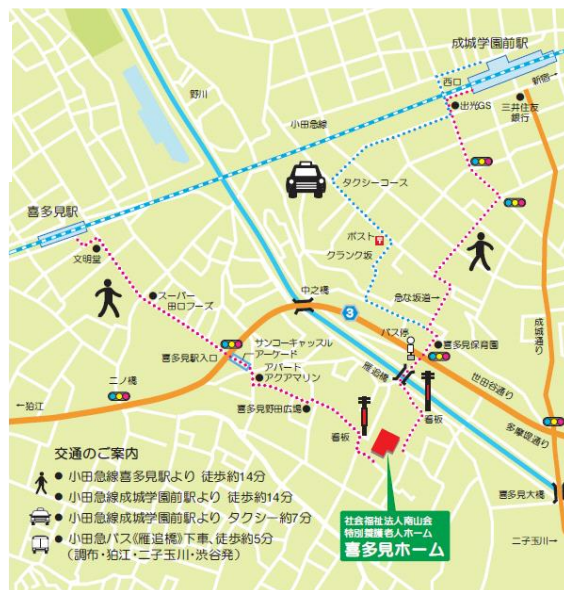 成城学園前駅
西口
新宿→
出光GS
三井住友
銀行
野川
小田急線
タクシーコース
喜多見駅
文明堂
ポスト
クランク坂
スーパー
田口フーズ
中之橋
3
急な坂道→
バス停
喜多見保育園
成城通り
喜多見駅入口
サンコーキャッスル
アーケード
アパート
アクアマリン
二ノ橋
←狛江
雁追橋
世田谷通り
喜多見野田広場
看板
看板
多摩堤通り
喜多見大橋
二子玉川→
社会福祉法人南山会
特別養護老人ホーム
喜多見ホーム
交通のご案内
● 小田急線喜多見駅より 徒歩約14分
● 小田急線成城学園前駅より 徒歩約14分
● 小田急線成城学園前駅より タクシー約7分
● 小田急バス《雁追橋》下車、徒歩約5分
(調布・狛江・二子玉川・渋谷発)